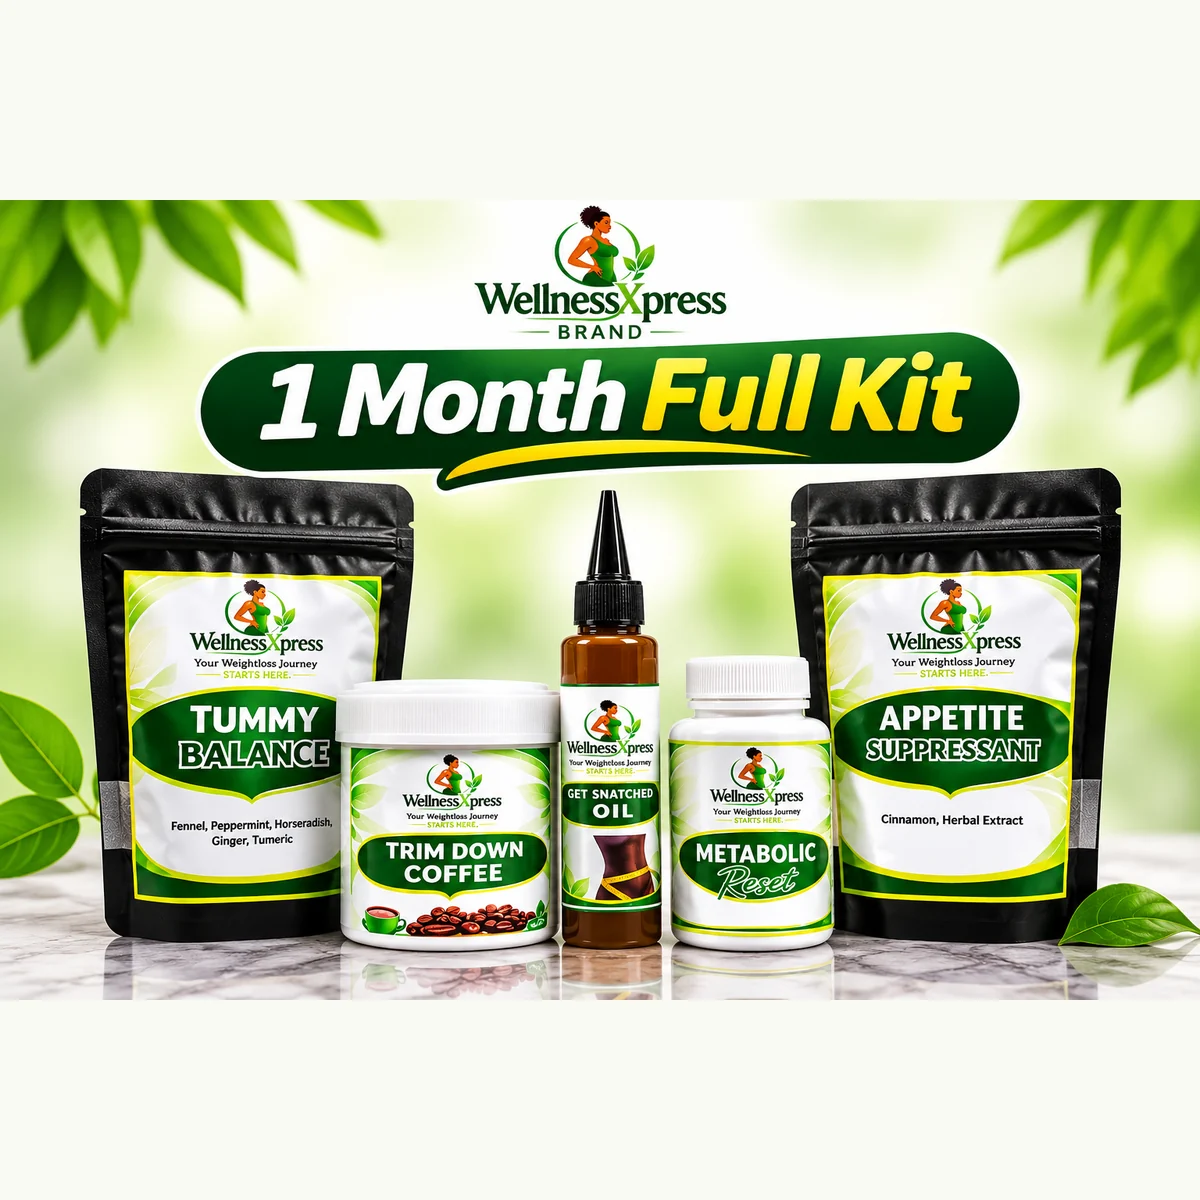 WellnessXpress
BRAND
1 Month Full Kit
WellnessXpress
Your Weightloss Journey
STARTS HERE.
TUMMY
BALANCE
Fennel, Peppermint, Horseradish,
Ginger, Tumeric
WellnessXpress
Your Weightloss Journey
STARTS HERE.
TRIM DOWN
COFFEE
WellnessXpress
Your Weightloss Journey
STARTS HERE.
GET SNATCHED
OIL
WellnessXpress
Your Weightloss Journey
STARTS HERE.
METABOLIC
Reset
WellnessXpress
Your Weightloss Journey
STARTS HERE.
APPETITE
SUPPRESSANT
Cinnamon, Herbal Extract